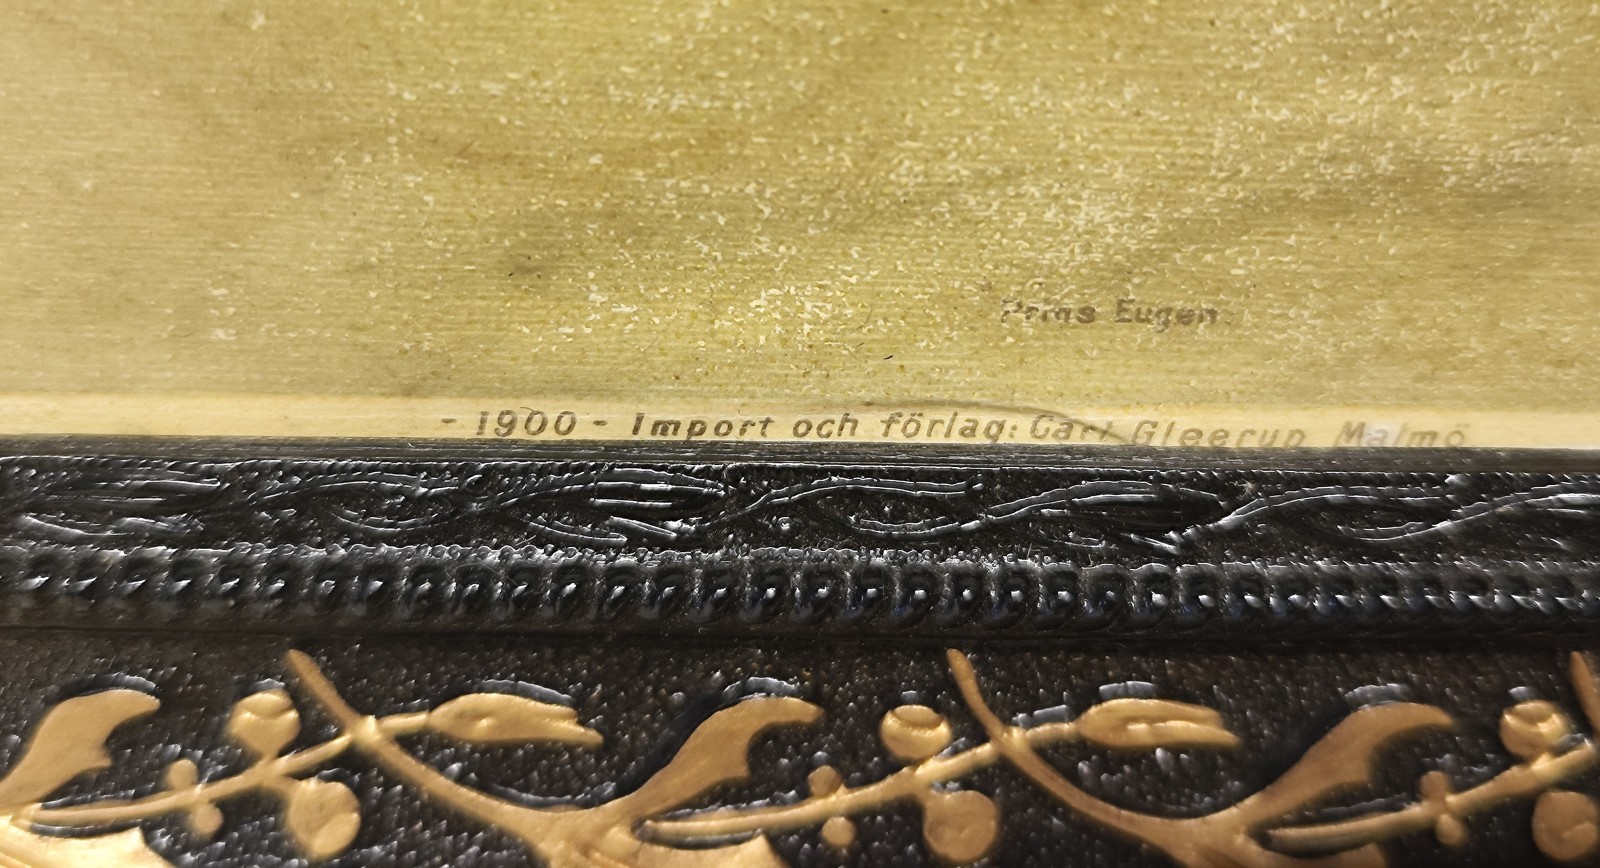 Prins Eugen
- 1900 - Import och förlag: Carl Gleerup Malmö